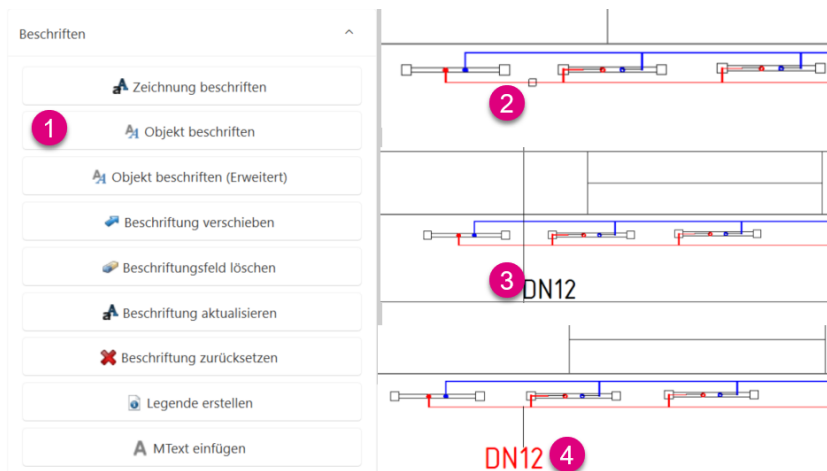 Beschriften
Zeichnung beschriften
1
Objekt beschriften
Objekt beschriften (Erweitert)
Beschriftung verschieben
Beschriftungsfeld löschen
Beschriftung aktualisieren
Beschriftung zurücksetzen
Legende erstellen
MText einfügen
2
3
DN12
DN12
4